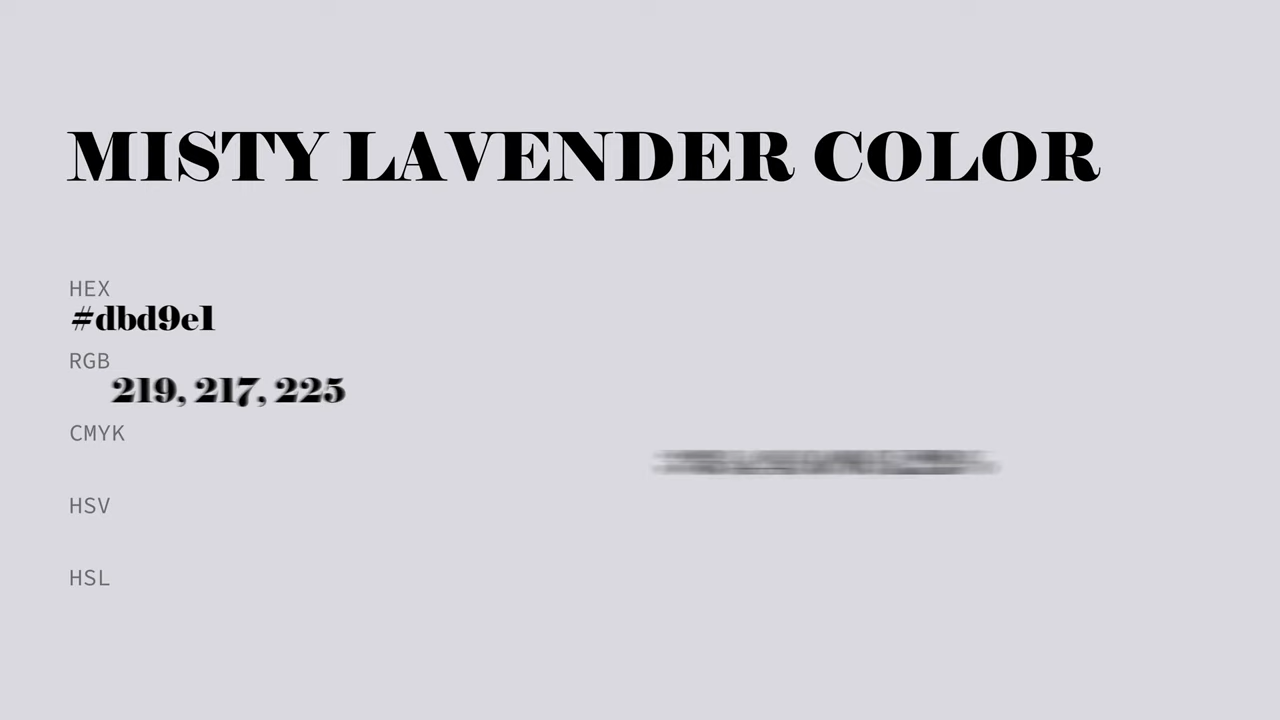 MISTY LAVENDER COLOR
HEX
#dbd9e1
RGB
219, 217, 225
CMYK
HSV
HSL